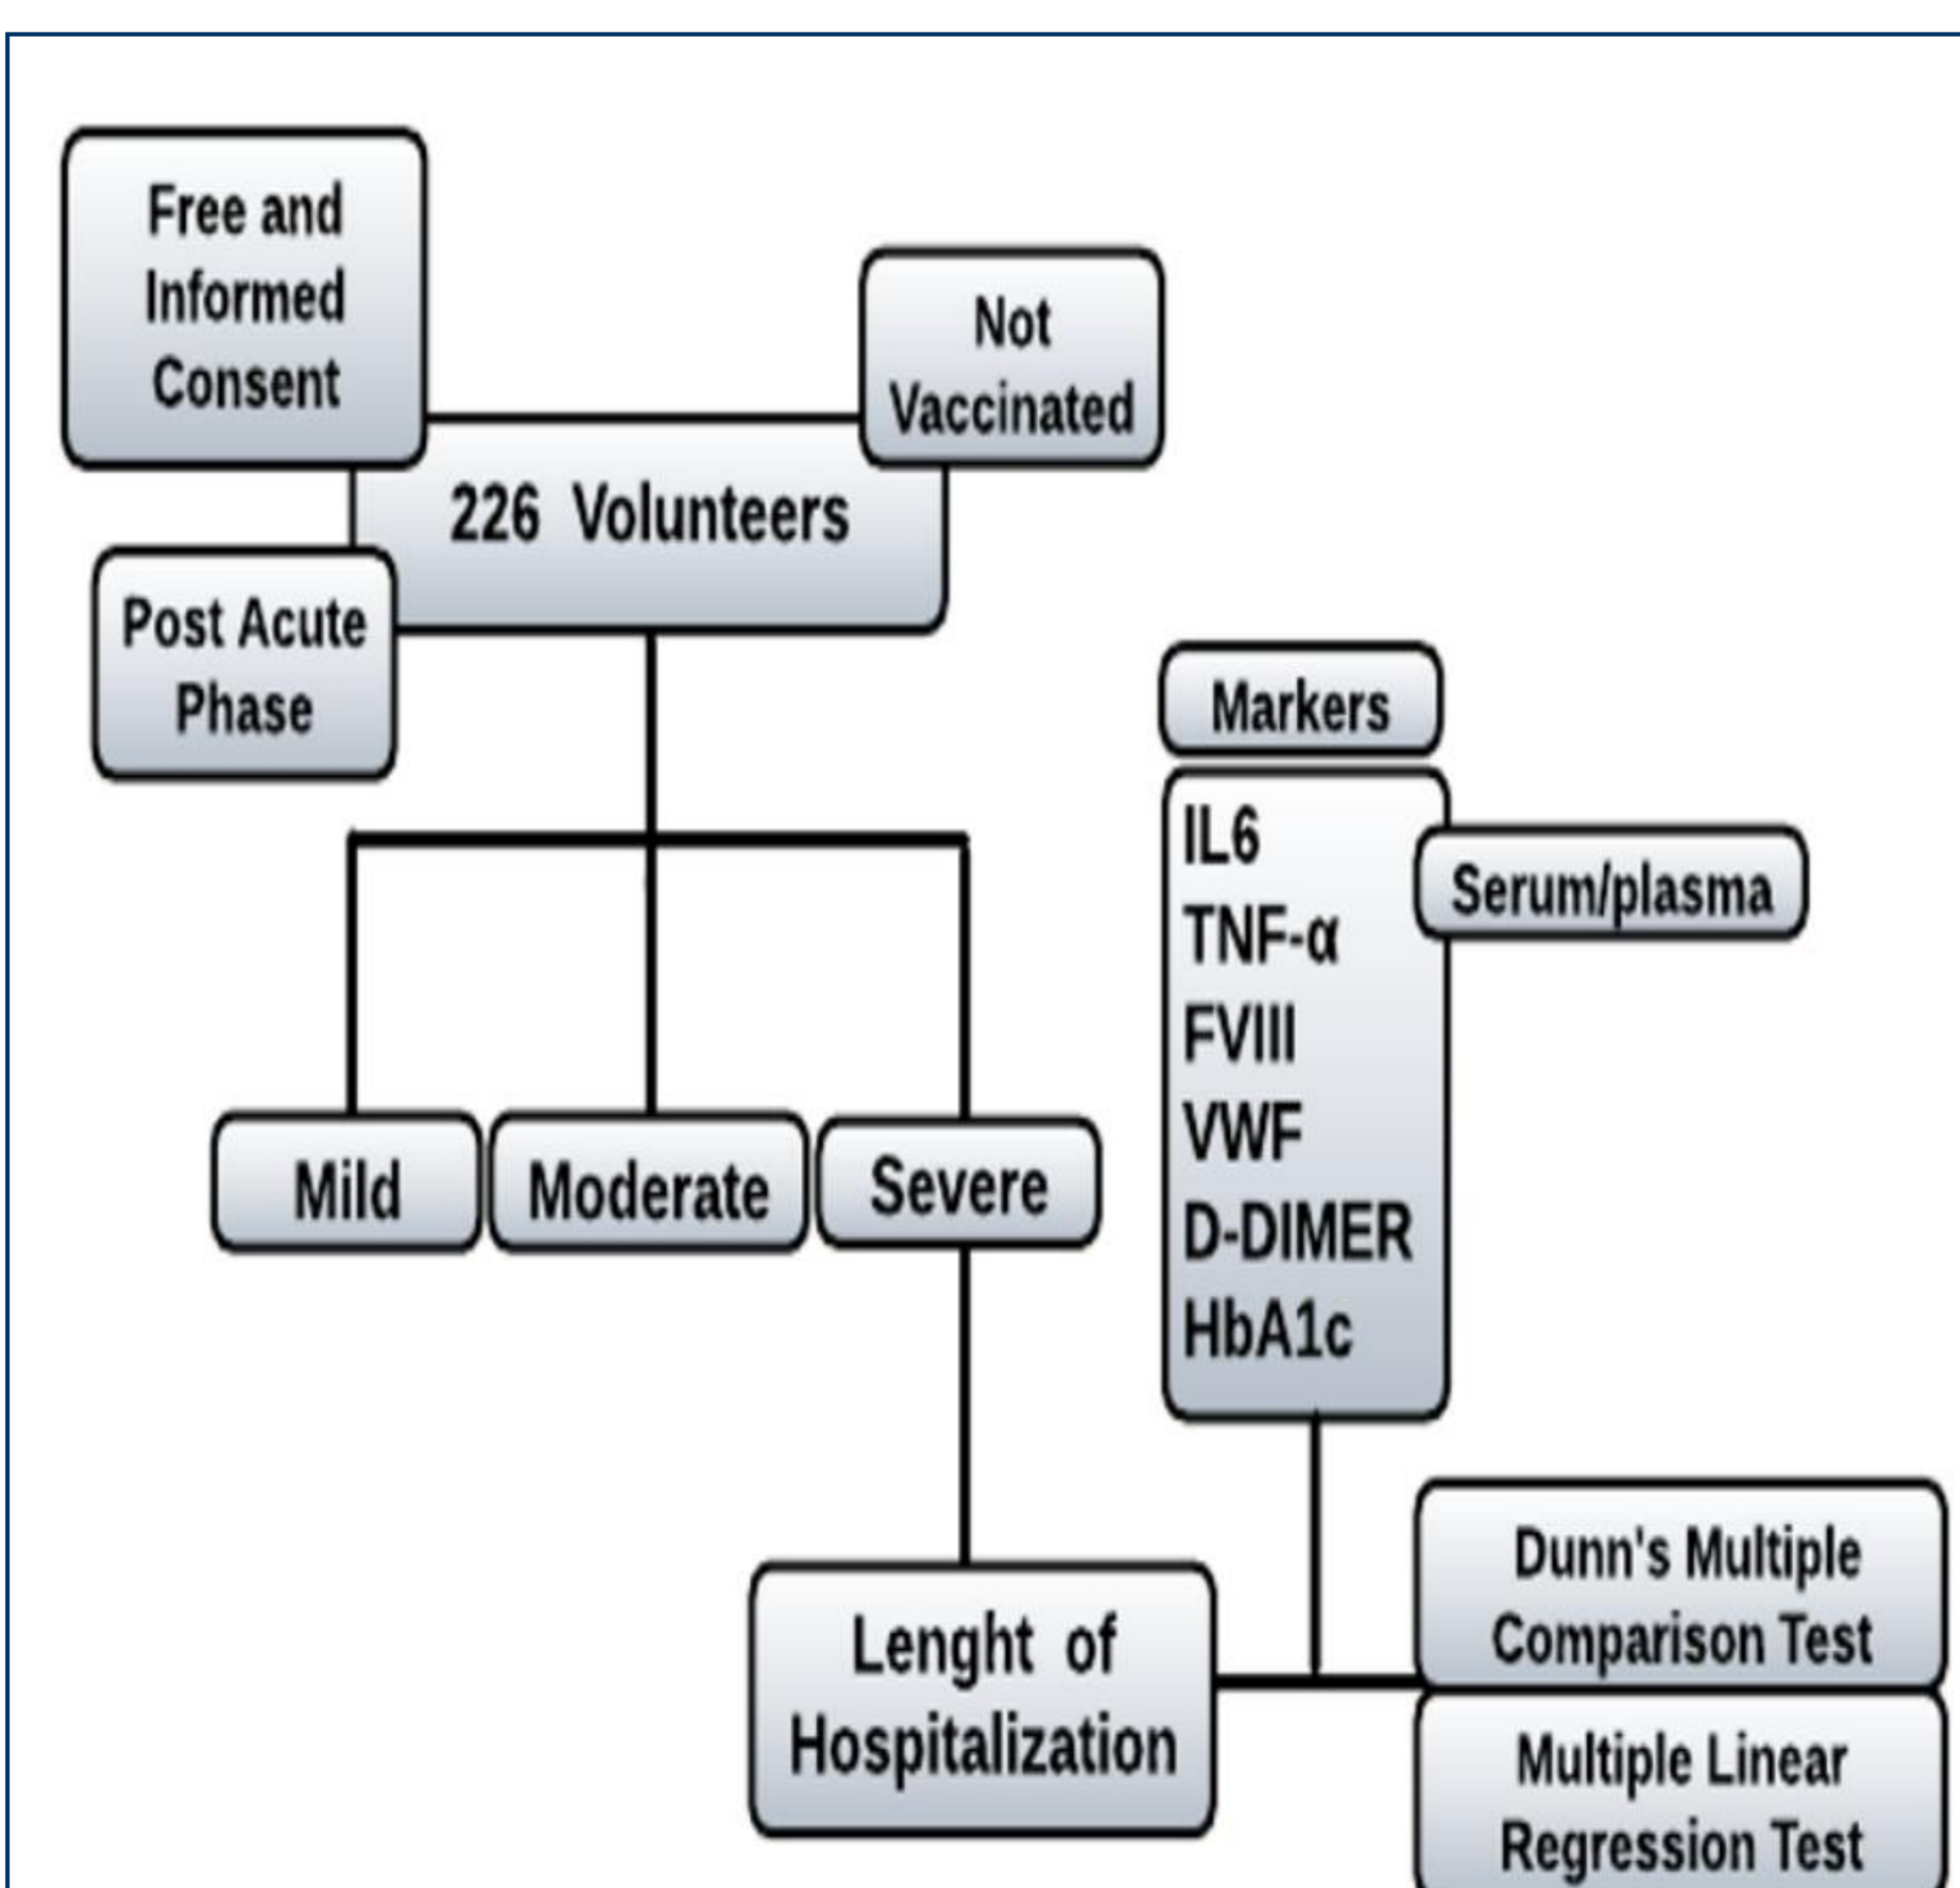 Free and
Informed
Consent
Not
Vaccinated
226 Volunteers
Post Acute
Phase
Markers
IL6
TNF-α
FVIII
VWF
D-DIMER
HbA1c
Serum/plasma
Mild
Moderate
Severe
Lenght of
Hospitalization
Dunn's Multiple
Comparison Test
Multiple Linear
Regression Test